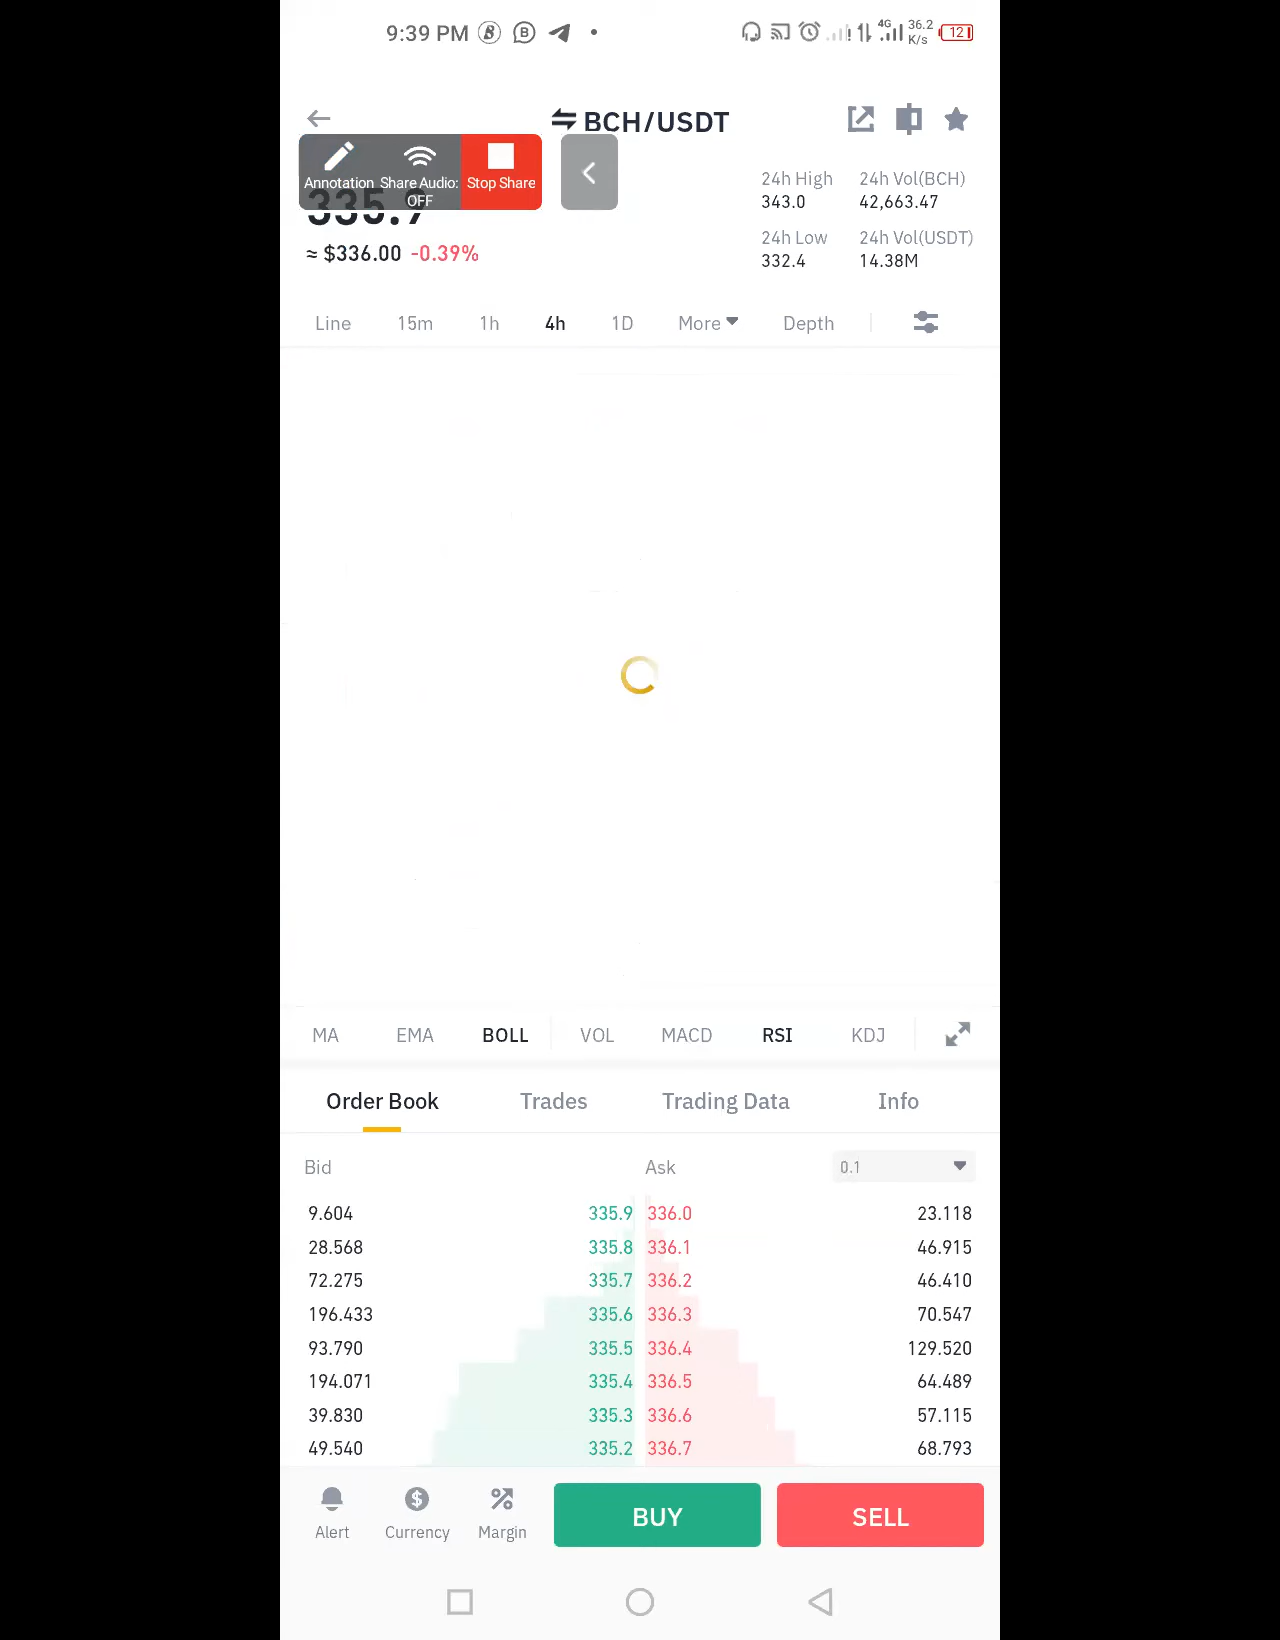 9:39 PM 4G 36.2 K/s 12
BCH/USDT
Annotation Share Audio: OFF Stop Share
335.9
≈ $336.00 -0.39%
24h High 24h Vol(BCH)
343.0 42,663.47
24h Low 24h Vol(USDT)
332.4 14.38M
Line 15m 1h 4h 1D More Depth
MA EMA BOLL VOL MACD RSI KDJ
Order Book Trades Trading Data Info
Bid Ask 0.1
9.604 335.9 336.0 23.118
28.568 335.8 336.1 46.915
72.275 335.7 336.2 46.410
196.433 335.6 336.3 70.547
93.790 335.5 336.4 129.520
194.071 335.4 336.5 64.489
39.830 335.3 336.6 57.115
49.540 335.2 336.7 68.793
Alert Currency Margin BUY SELL